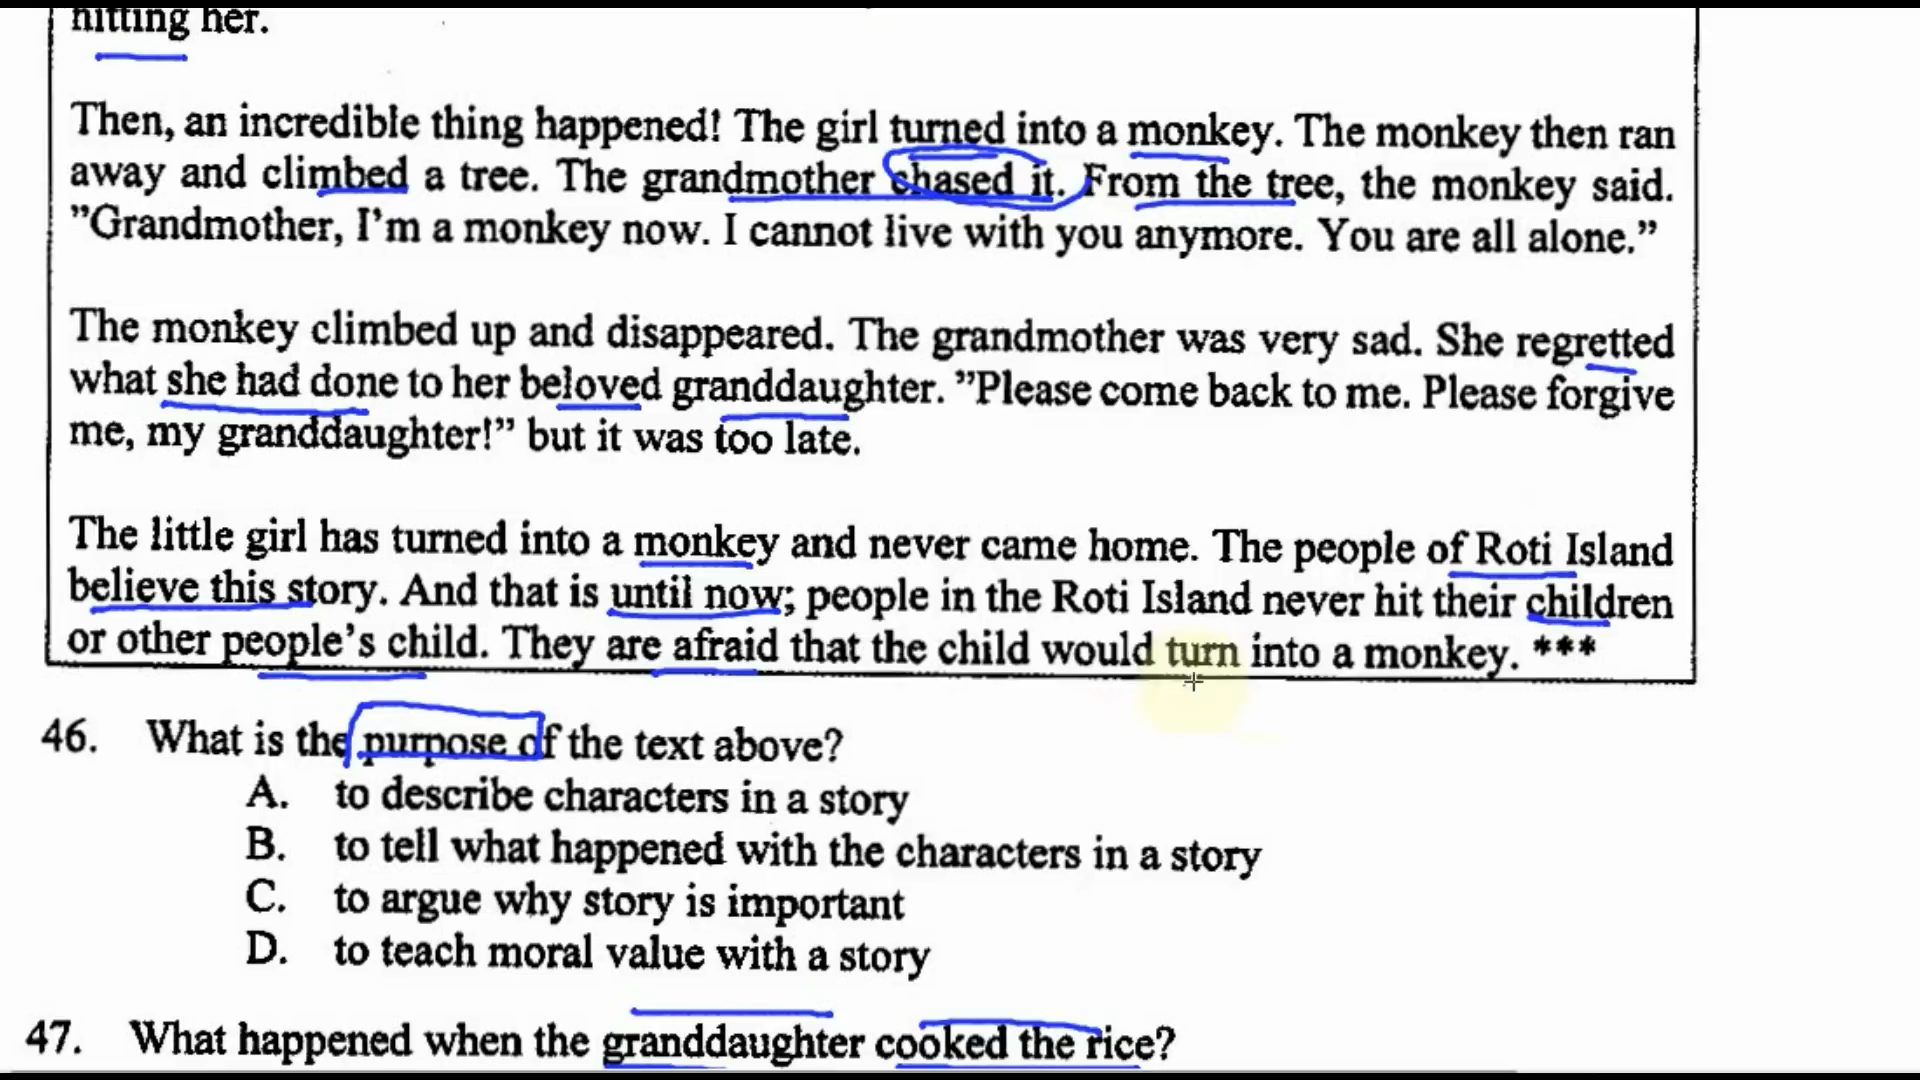 hitting her.
Then, an incredible thing happened! The girl turned into a monkey. The monkey then ran
away and climbed a tree. The grandmother chased it. From the tree, the monkey said.
”Grandmother, I’m a monkey now. I cannot live with you anymore. You are all alone.”
The monkey climbed up and disappeared. The grandmother was very sad. She regretted
what she had done to her beloved granddaughter. ”Please come back to me. Please forgive
me, my granddaughter!” but it was too late.
The little girl has turned into a monkey and never came home. The people of Roti Island
believe this story. And that is until now; people in the Roti Island never hit their children
or other people’s child. They are afraid that the child would turn into a monkey. ***
46. What is the purpose of the text above?
A. to describe characters in a story
B. to tell what happened with the characters in a story
C. to argue why story is important
D. to teach moral value with a story
47. What happened when the granddaughter cooked the rice?